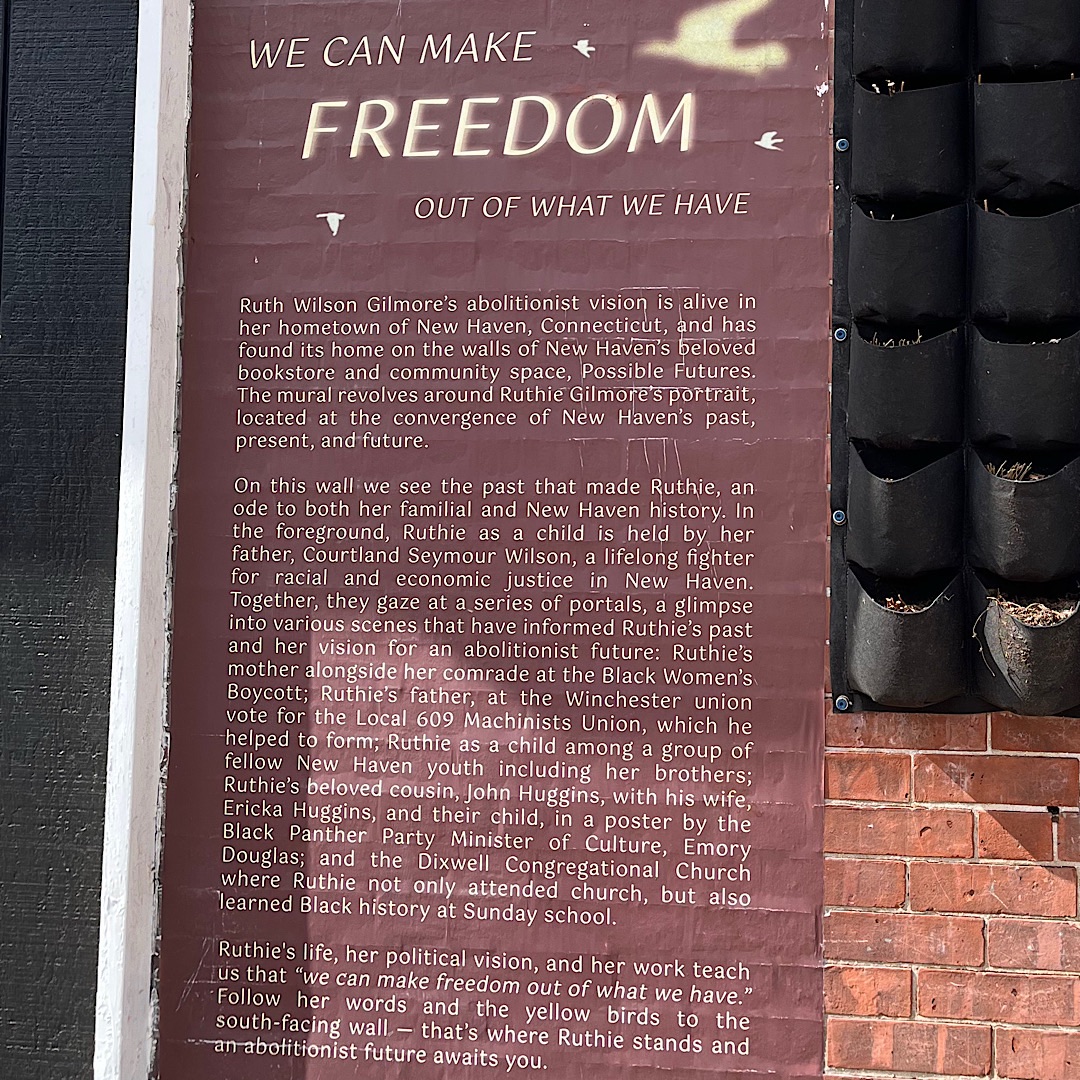 WE CAN MAKE
FREEDOM
OUT OF WHAT WE HAVE
Ruth Wilson Gilmore's abolitionist vision is alive in
her hometown of New Haven, Connecticut, and has
found its home on the walls of New Haven's beloved
bookstore and community space, Possible Futures.
The mural revolves around Ruthie Gilmore's portrait,
located at the convergence of New Haven's past,
present, and future.
On this wall we see the past that made Ruthie, an
ode to both her familial and New Haven history. In
the foreground, Ruthie as a child is held by her
father, Courtland Seymour Wilson, a lifelong fighter
for racial and economic justice in New Haven.
Together, they gaze at a series of portals, a glimpse
into various scenes that have informed Ruthie's past
and her vision for an abolitionist future: Ruthie's
mother alongside her comrade at the Black Women's
Boycott; Ruthie's father, at the Winchester union
vote for the Local 609 Machinists Union, which he
helped to form; Ruthie as a child among a group of
fellow New Haven youth including her brothers;
Ruthie's beloved cousin, John Huggins, with his wife,
Ericka Huggins, and their child, in a poster by the
Black Panther Party Minister of Culture, Emory
Douglas; and the Dixwell Congregational Church
where Ruthie not only attended church, but also
learned Black history at Sunday school.
Ruthie's life, her political vision, and her work teach
us that "we can make freedom out of what we have."
Follow her words and the yellow birds to the
south-facing wall — that's where Ruthie stands and
an abolitionist future awaits you.